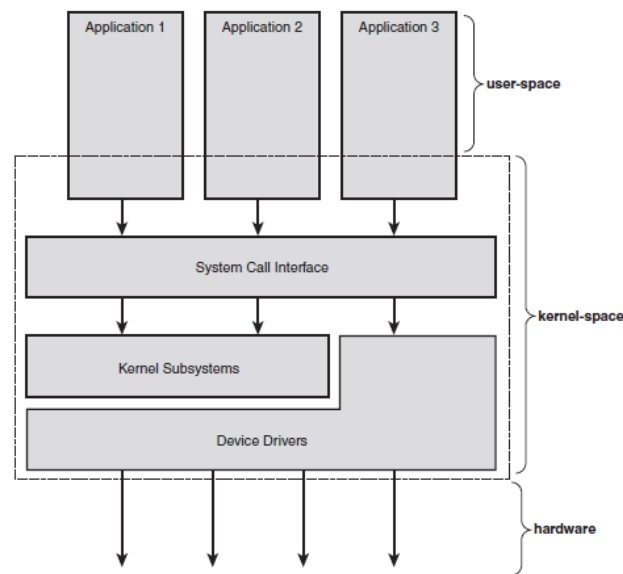 Application 1
Application 2
Application 3
user-space
System Call Interface
kernel-space
Kernel Subsystems
Device Drivers
hardware